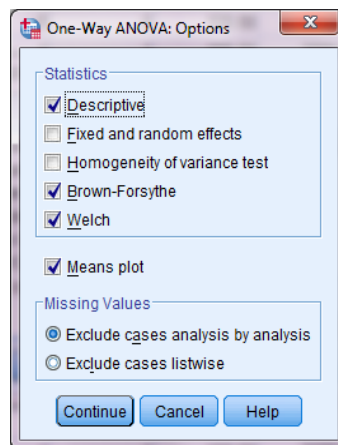 One-Way ANOVA: Options
Statistics
Descriptive
Fixed and random effects
Homogeneity of variance test
Brown-Forsythe
Welch
Means plot
Missing Values
Exclude cases analysis by analysis
Exclude cases listwise
Continue Cancel Help